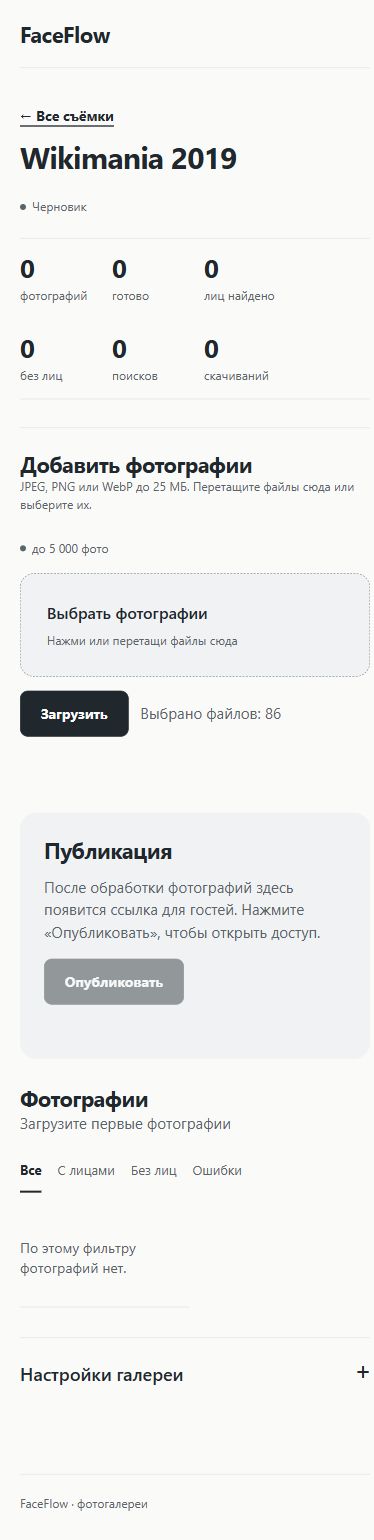 FaceFlow
← Все съёмки
Wikimania 2019
• Черновик
0 0 0
фотографий готово лиц найдено
0 0 0
без лиц поисков скачиваний
Добавить фотографии
JPEG, PNG или WebP до 25 МБ. Перетащите файлы сюда или
выберите их.
• до 5 000 фото
Выбрать фотографии
Нажми или перетащи файлы сюда
Загрузить Выбрано файлов: 86
Публикация
После обработки фотографий здесь
появится ссылка для гостей. Нажмите
«Опубликовать», чтобы открыть доступ.
Опубликовать
Фотографии
Загрузите первые фотографии
Все С лицами Без лиц Ошибки
По этому фильтру
фотографий нет.
Настройки галереи +
FaceFlow · фотогалереи